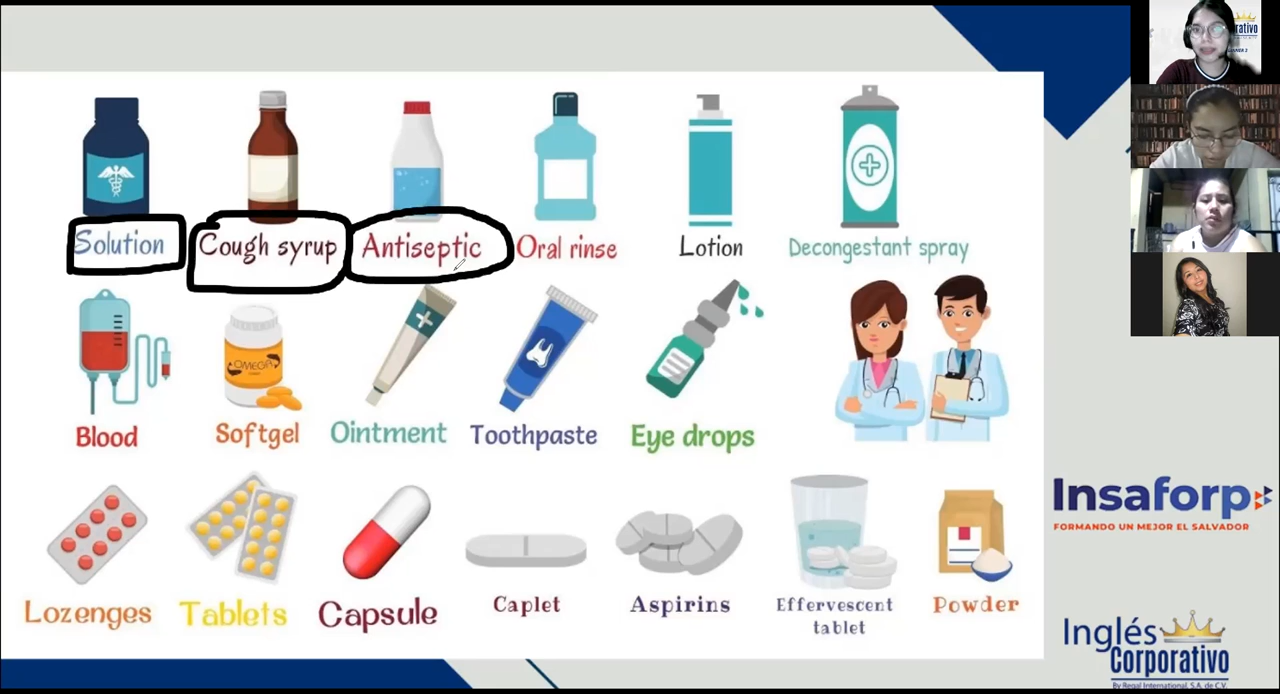 Solution
Cough syrup
Antiseptic
Oral rinse
Lotion
Decongestant spray
OMEGA
Blood
Softgel
Ointment
Toothpaste
Eye drops
Lozenges
Tablets
Capsule
Caplet
Aspirins
Effervescent
tablet
Powder
Insaforp
FORMANDO UN MEJOR EL SALVADOR
Inglés
Corporativo
By Regal International, S.A. de C.V.